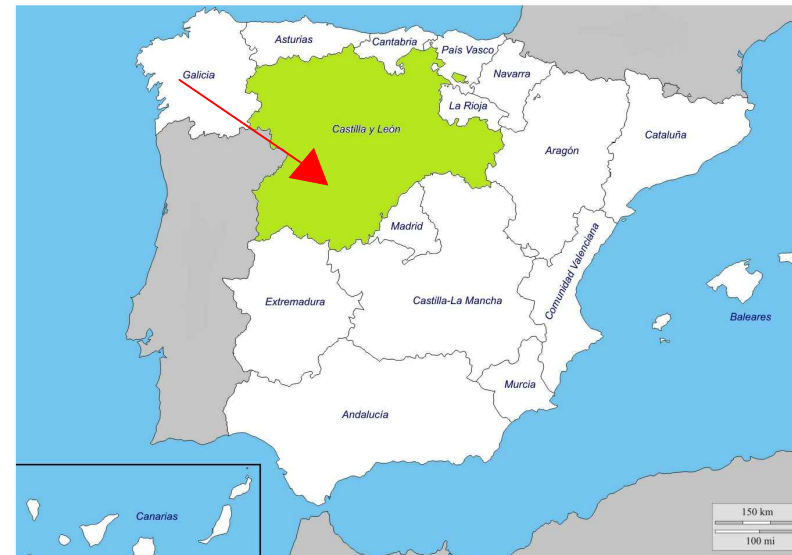 Asturias
Cantabria
País Vasco
Galicia
Navarra
La Rioja
Castilla y León
Cataluña
Aragón
Madrid
Comunidad Valenciana
Extremadura
Castilla-La Mancha
Baleares
Murcia
Andalucía
Canarias
150 km
100 mi